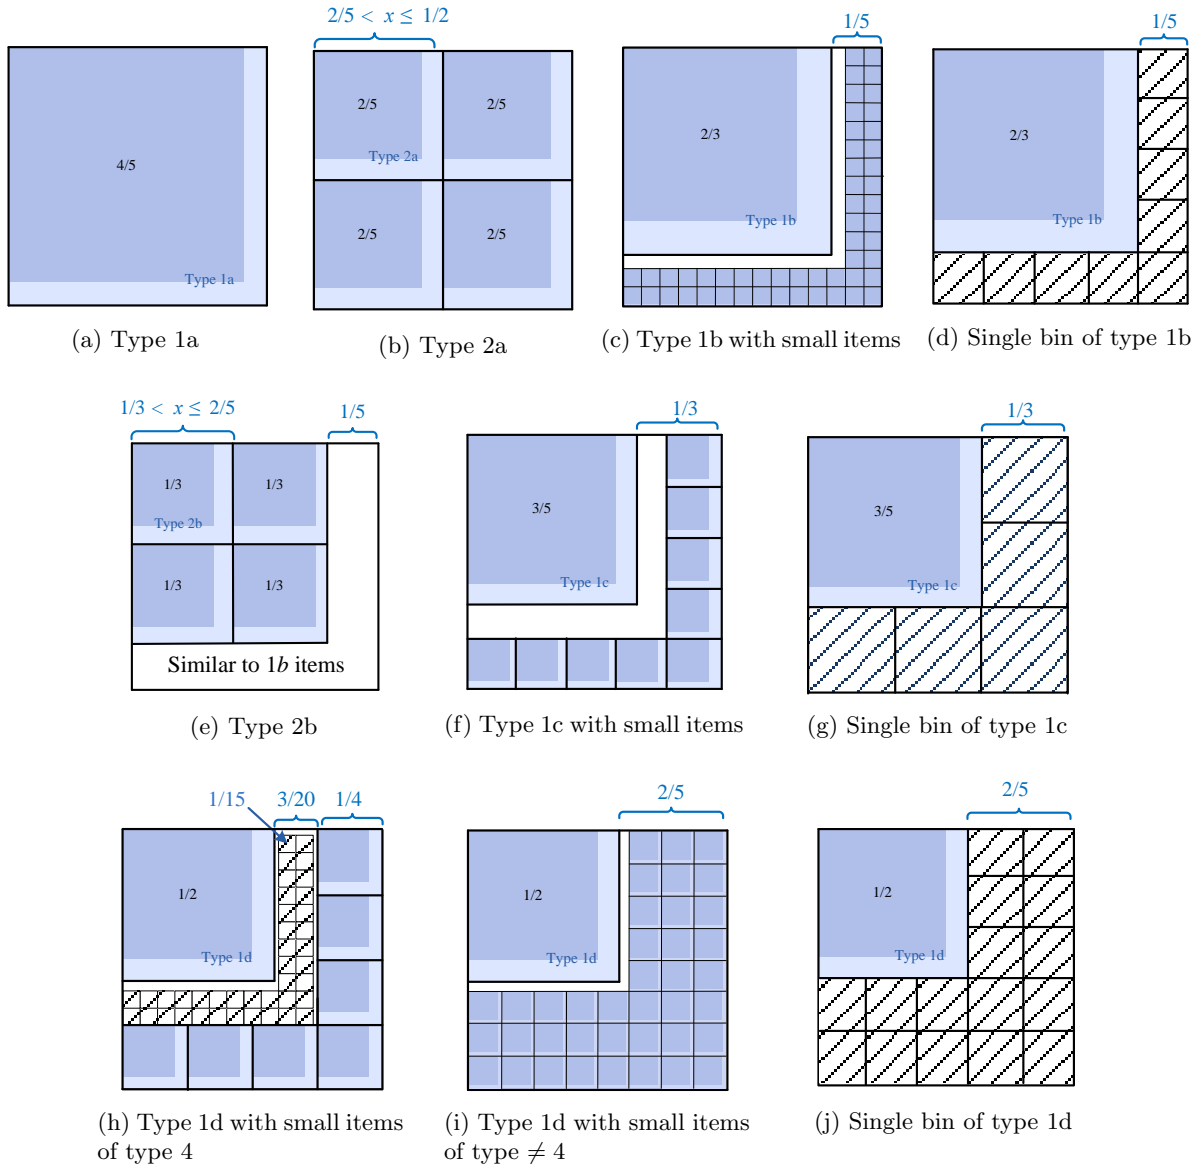 2/5 < x ≤ 1/2
1/5
1/5
4/5
Type 1a
2/5
2/5
Type 2a
2/5
2/5
2/3
Type 1b
2/3
Type 1b
(a) Type 1a
(b) Type 2a
(c) Type 1b with small items
(d) Single bin of type 1b
1/3 < x ≤ 2/5
1/5
1/3
1/3
1/3
1/3
Type 2b
1/3
1/3
Similar to 1b items
3/5
Type 1c
3/5
Type 1c
(e) Type 2b
(f) Type 1c with small items
(g) Single bin of type 1c
1/15
3/20
1/4
2/5
2/5
1/2
Type 1d
1/2
Type 1d
1/2
Type 1d
(h) Type 1d with small items
of type 4
(i) Type 1d with small items
of type ≠ 4
(j) Single bin of type 1d